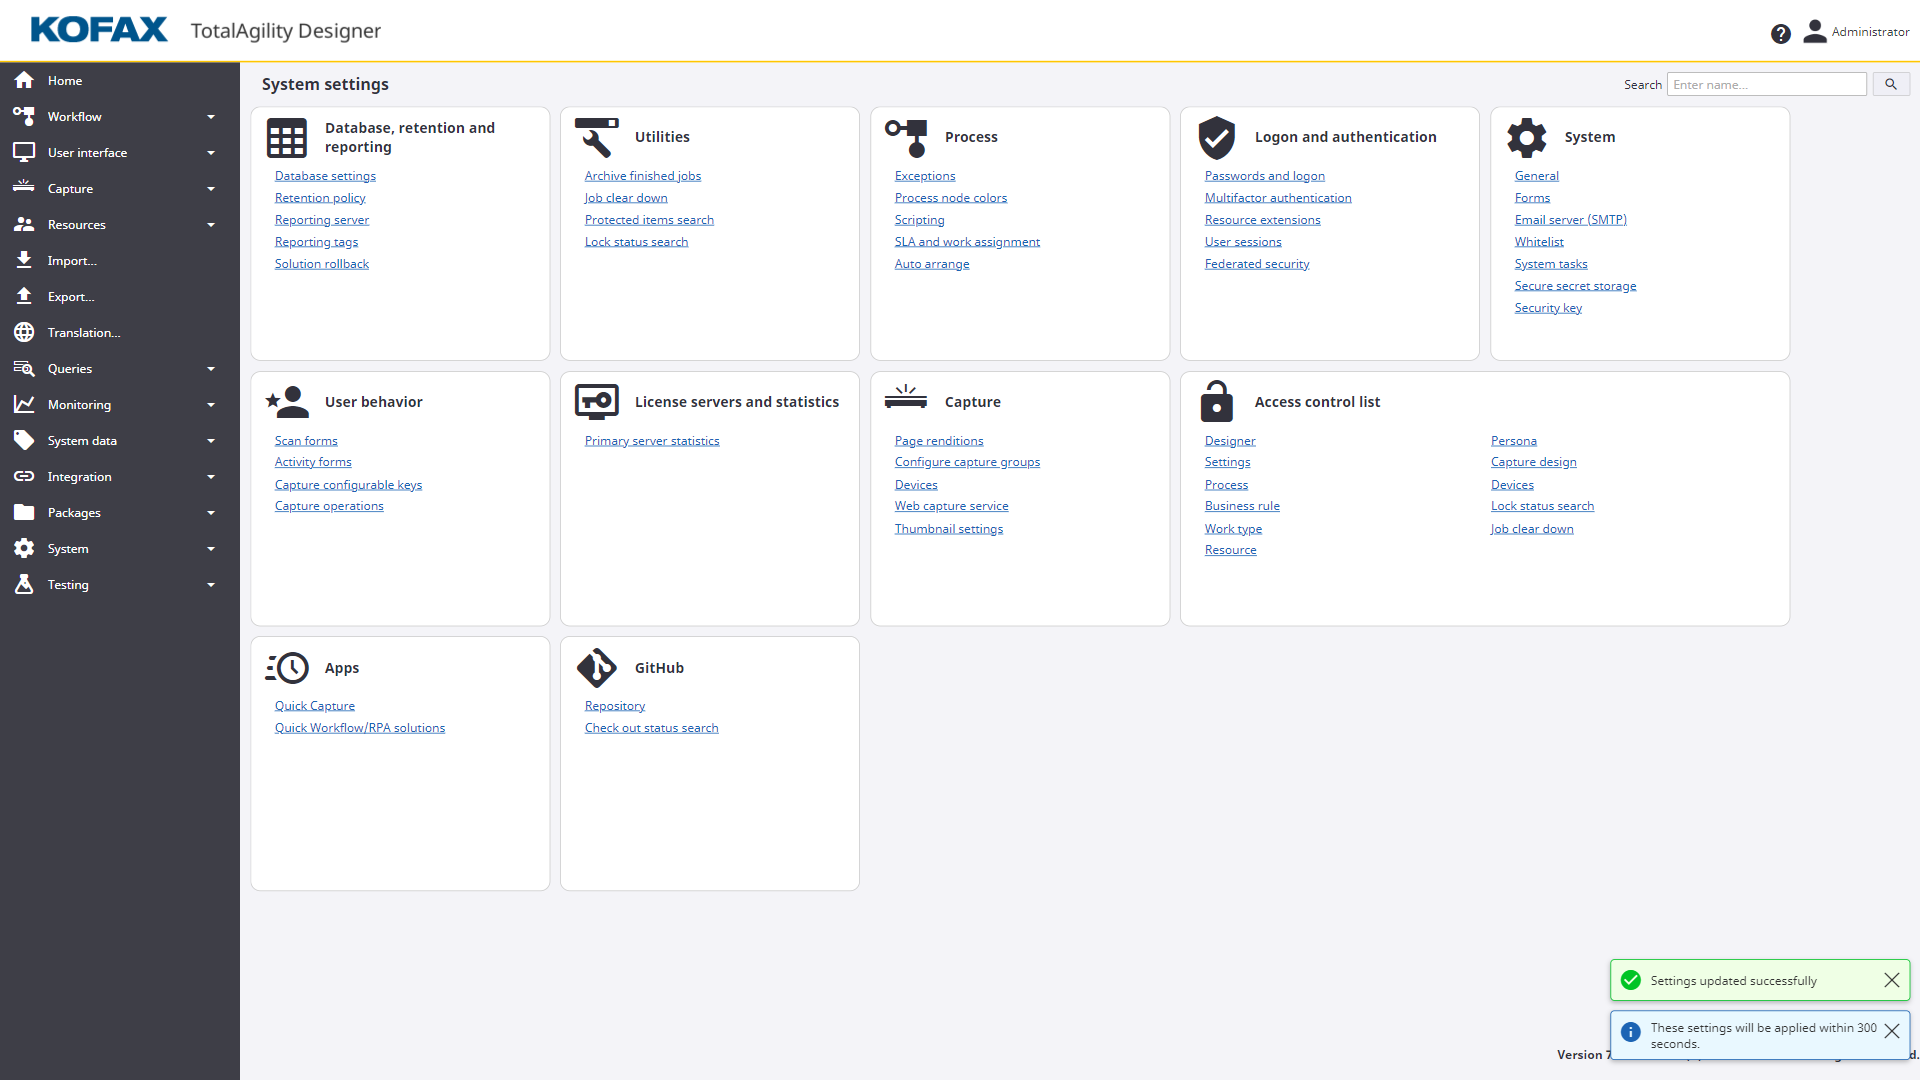 KOFAX TotalAgility Designer
Administrator
Home
Workflow
User interface
Capture
Resources
Import...
Export...
Translation...
Queries
Monitoring
System data
Integration
Packages
System
Testing
System settings
Search Enter name...
Database, retention and
reporting
Database settings
Retention policy
Reporting server
Reporting tags
Solution rollback
Utilities
Archive finished jobs
Job clear down
Protected items search
Lock status search
Process
Exceptions
Process node colors
Scripting
SLA and work assignment
Auto arrange
Logon and authentication
Passwords and logon
Multifactor authentication
Resource extensions
User sessions
Federated security
System
General
Forms
Email server (SMTP)
Whitelist
System tasks
Secure secret storage
Security key
User behavior
Scan forms
Activity forms
Capture configurable keys
Capture operations
License servers and statistics
Primary server statistics
Capture
Page renditions
Configure capture groups
Devices
Web capture service
Thumbnail settings
Access control list
Designer
Settings
Process
Business rule
Work type
Resource
Persona
Capture design
Devices
Lock status search
Job clear down
Apps
Quick Capture
Quick Workflow/RPA solutions
GitHub
Repository
Check out status search
Settings updated successfully
These settings will be applied within 300
seconds.
Version